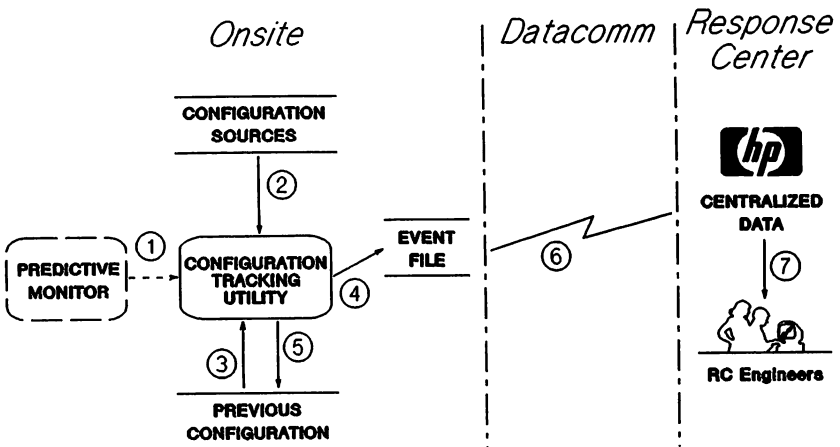 Onsite
Datacomm
Response
Center
CONFIGURATION
SOURCES
②
hp
CENTRALIZED
DATA
①
PREDICTIVE
MONITOR
CONFIGURATION
TRACKING
UTILITY
④
EVENT
FILE
⑥
⑦
③
⑤
RC Engineers
PREVIOUS
CONFIGURATION